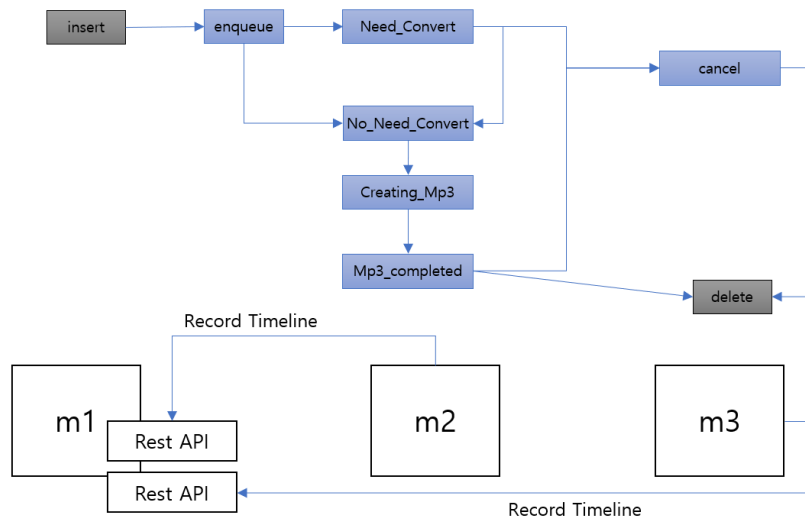 insert
enqueue
Need_Convert
cancel
No_Need_Convert
Creating_Mp3
Mp3_completed
delete
Record Timeline
m1
m2
m3
Rest API
Rest API
Record Timeline